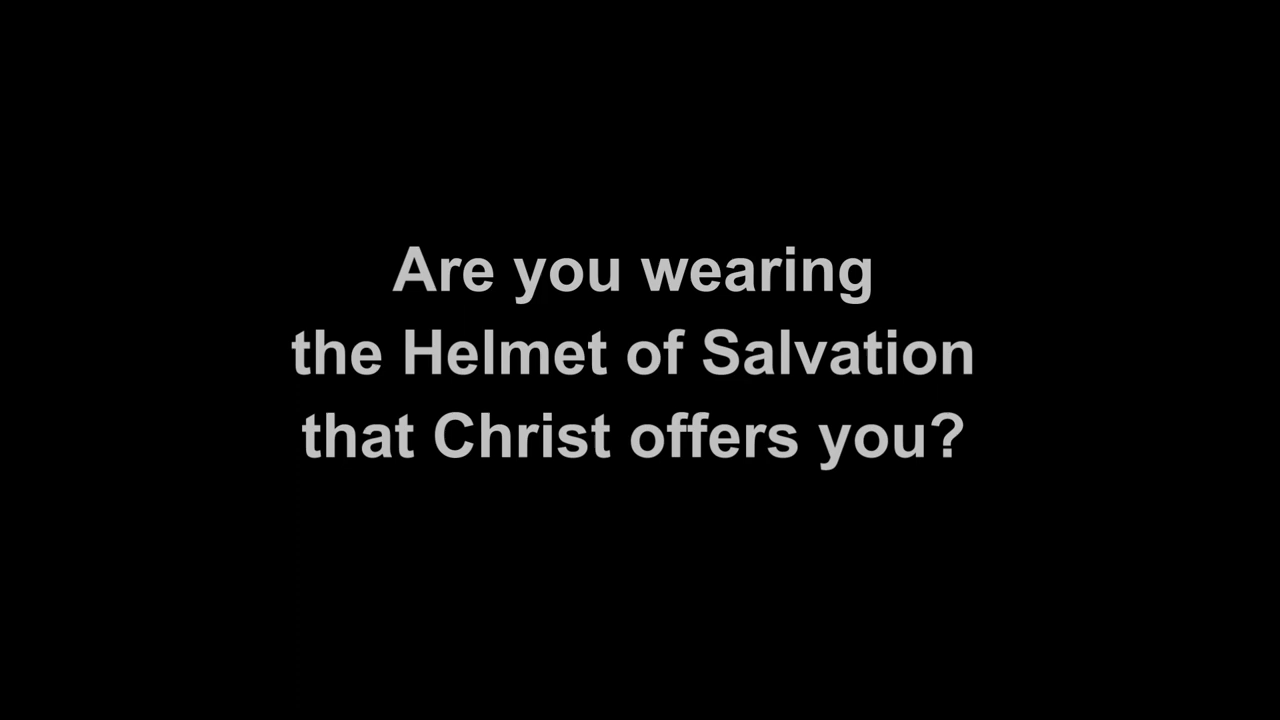 Are you wearing
the Helmet of Salvation
that Christ offers you?